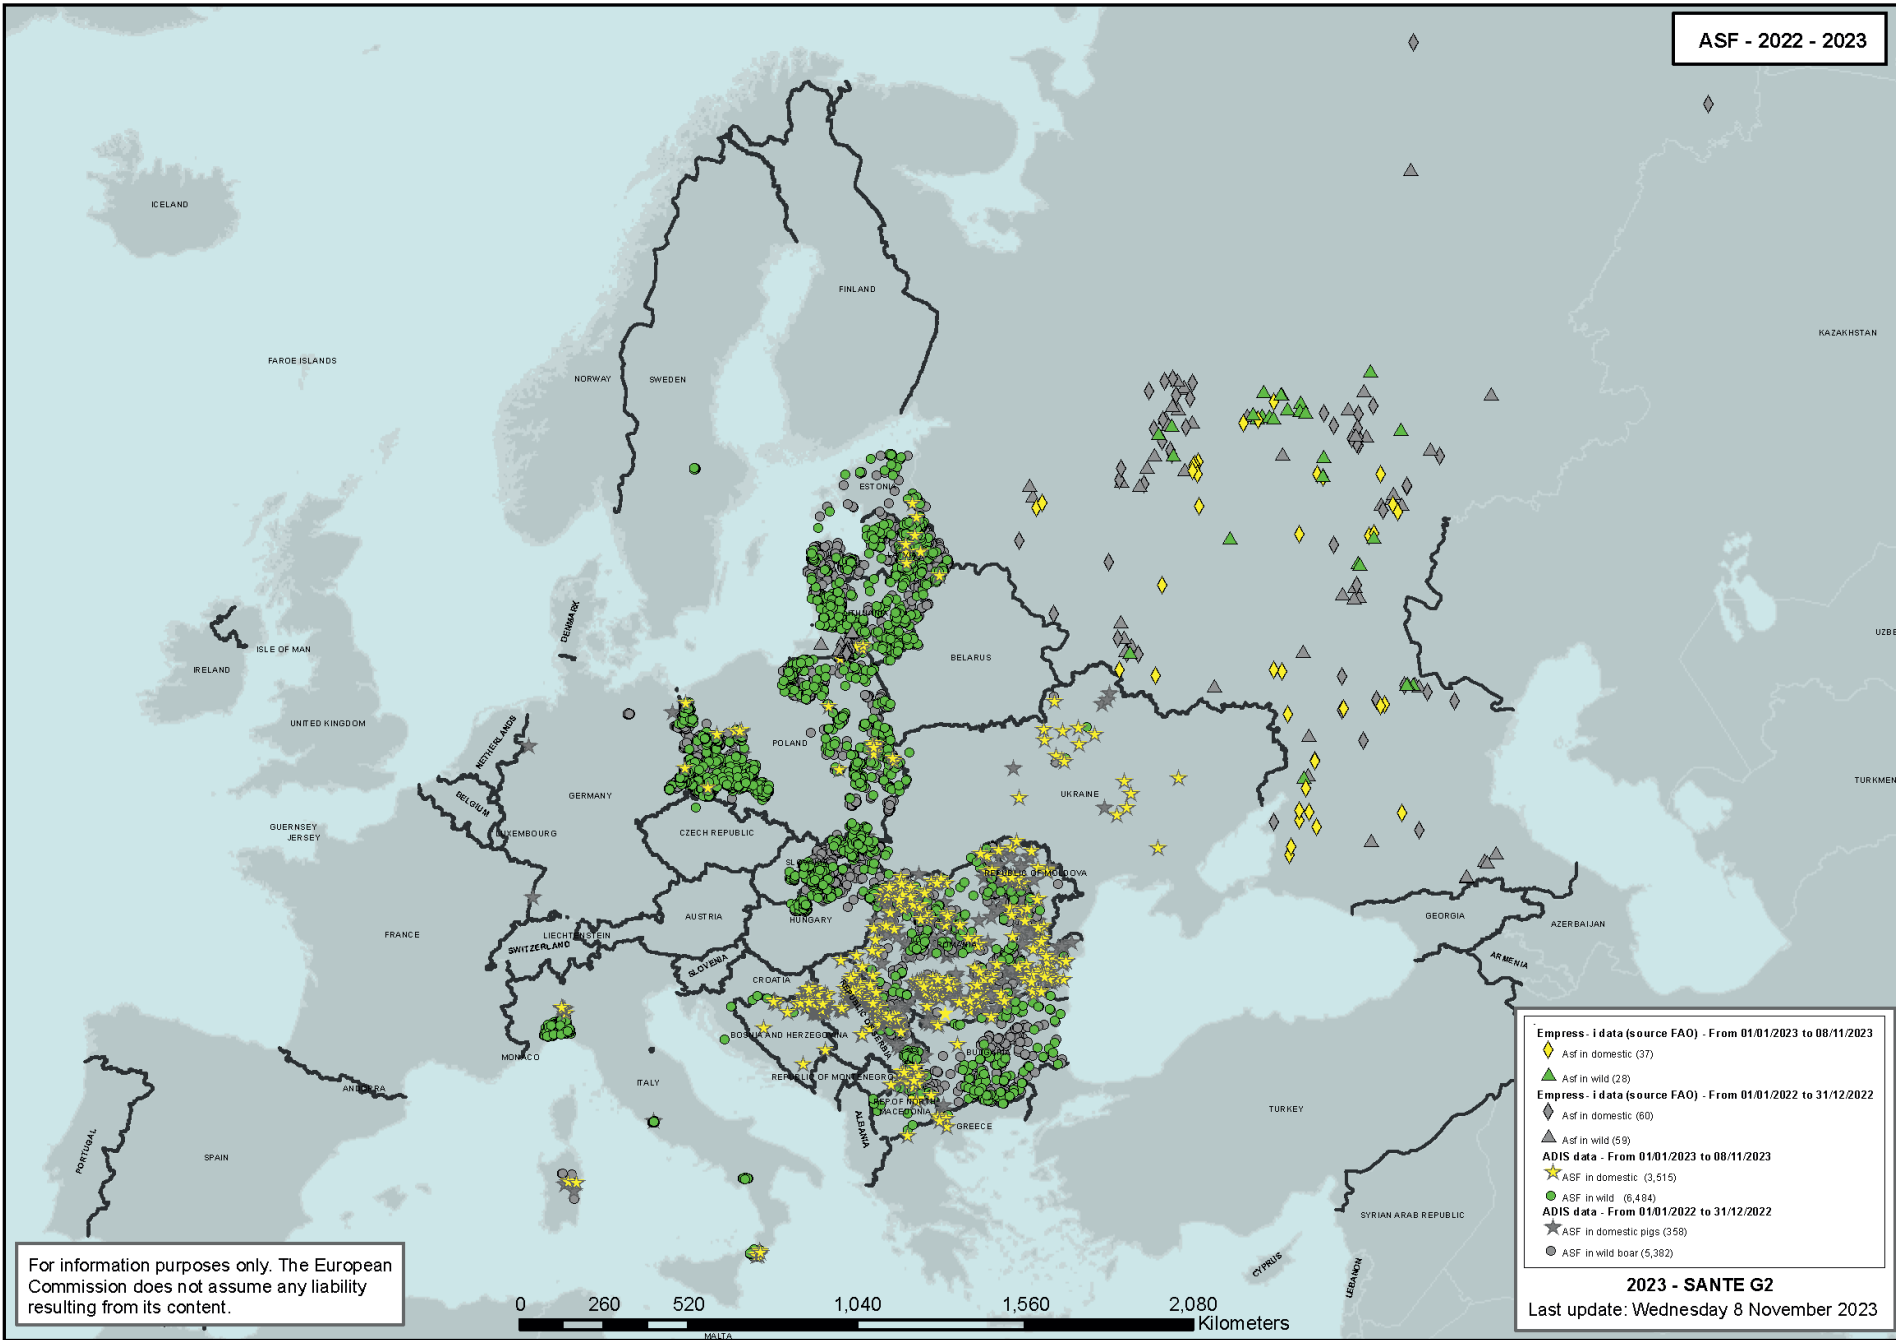 ASF - 2022 - 2023
ICELAND
FINLAND
KAZAKHSTAN
FAROE ISLANDS
NORWAY
SWEDEN
ESTONIA
DENMARK
ISLE OF MAN
IRELAND
BELARUS
UZBE
UNITED KINGDOM
NETHERLANDS
POLAND
TURKMEN
GERMANY
UKRAINE
BELGIUM
GUERNSEY
JERSEY
LUXEMBOURG
CZECH REPUBLIC
REPUBLIC OF MOLDOVA
AUSTRIA
HUNGARY
GEORGIA
AZERBAIJAN
FRANCE
LIECHTENSTEIN
SWITZERLAND
ROMANIA
SLOVENIA
ARMENIA
CROATIA
REPUBLIC OF SERBIA
BOSNIA AND HERZEGOVINA
MONACO
ITALY
REPUBLIC OF MONTENEGRO
ANDORRA
REP.OF NORTH
MACEDONIA
ALBANIA
GREECE
TURKEY
PORTUGAL
SPAIN
SYRIAN ARAB REPUBLIC
CYPRUS
LEBANON
MALTA
Empress- i data (source FAO) - From 01/01/2023 to 08/11/2023
Asf in domestic (37)
Asf in wild (28)
Empress- i data (source FAO) - From 01/01/2022 to 31/12/2022
Asf in domestic (60)
Asf in wild (59)
ADIS data - From 01/01/2023 to 08/11/2023
ASF in domestic (3,515)
ASF in wild (6,484)
ADIS data - From 01/01/2022 to 31/12/2022
ASF in domestic pigs (358)
ASF in wild boar (5,382)
2023 - SANTE G2
Last update: Wednesday 8 November 2023
For information purposes only. The European
Commission does not assume any liability
resulting from its content.
0 260 520 1,040 1,560 2,080
Kilometers